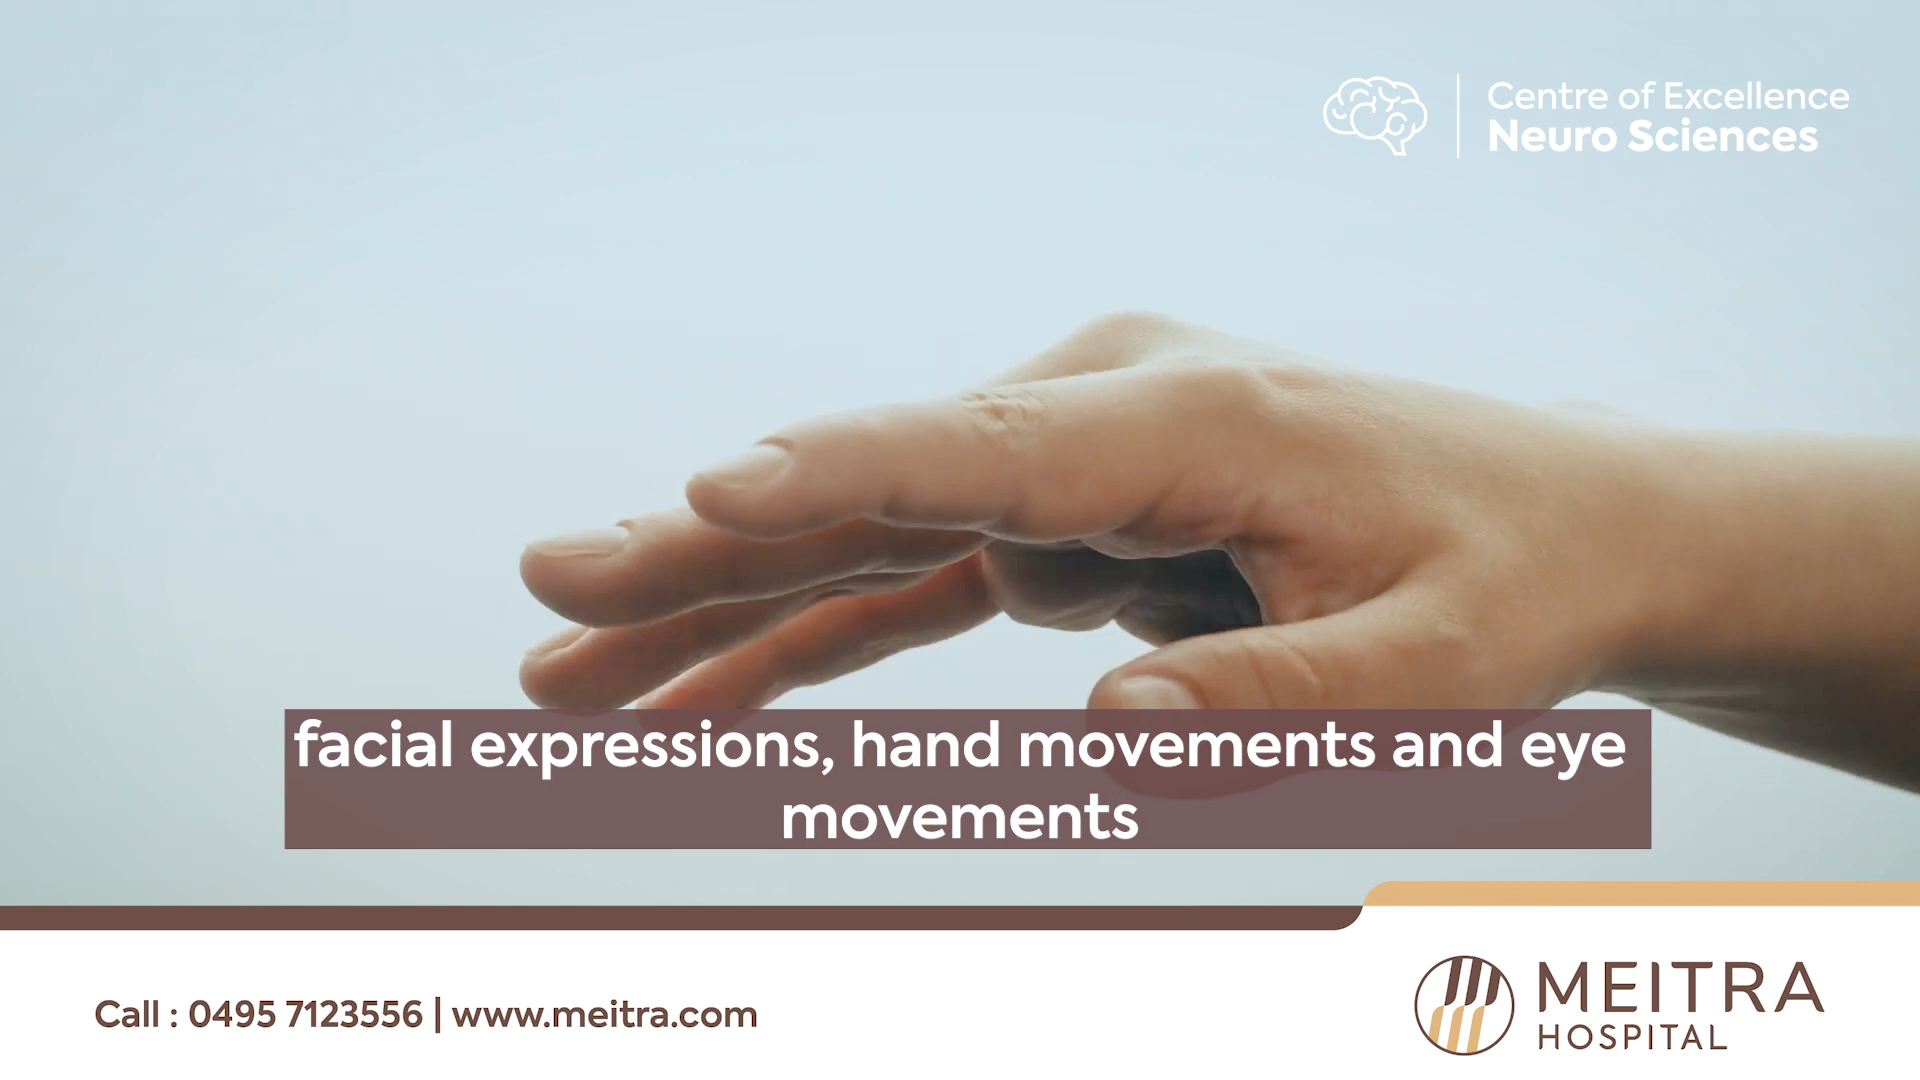 Centre of Excellence
Neuro Sciences
facial expressions, hand movements and eye
movements
Call : 0495 7123556 | www.meitra.com
MEITRA
HOSPITAL